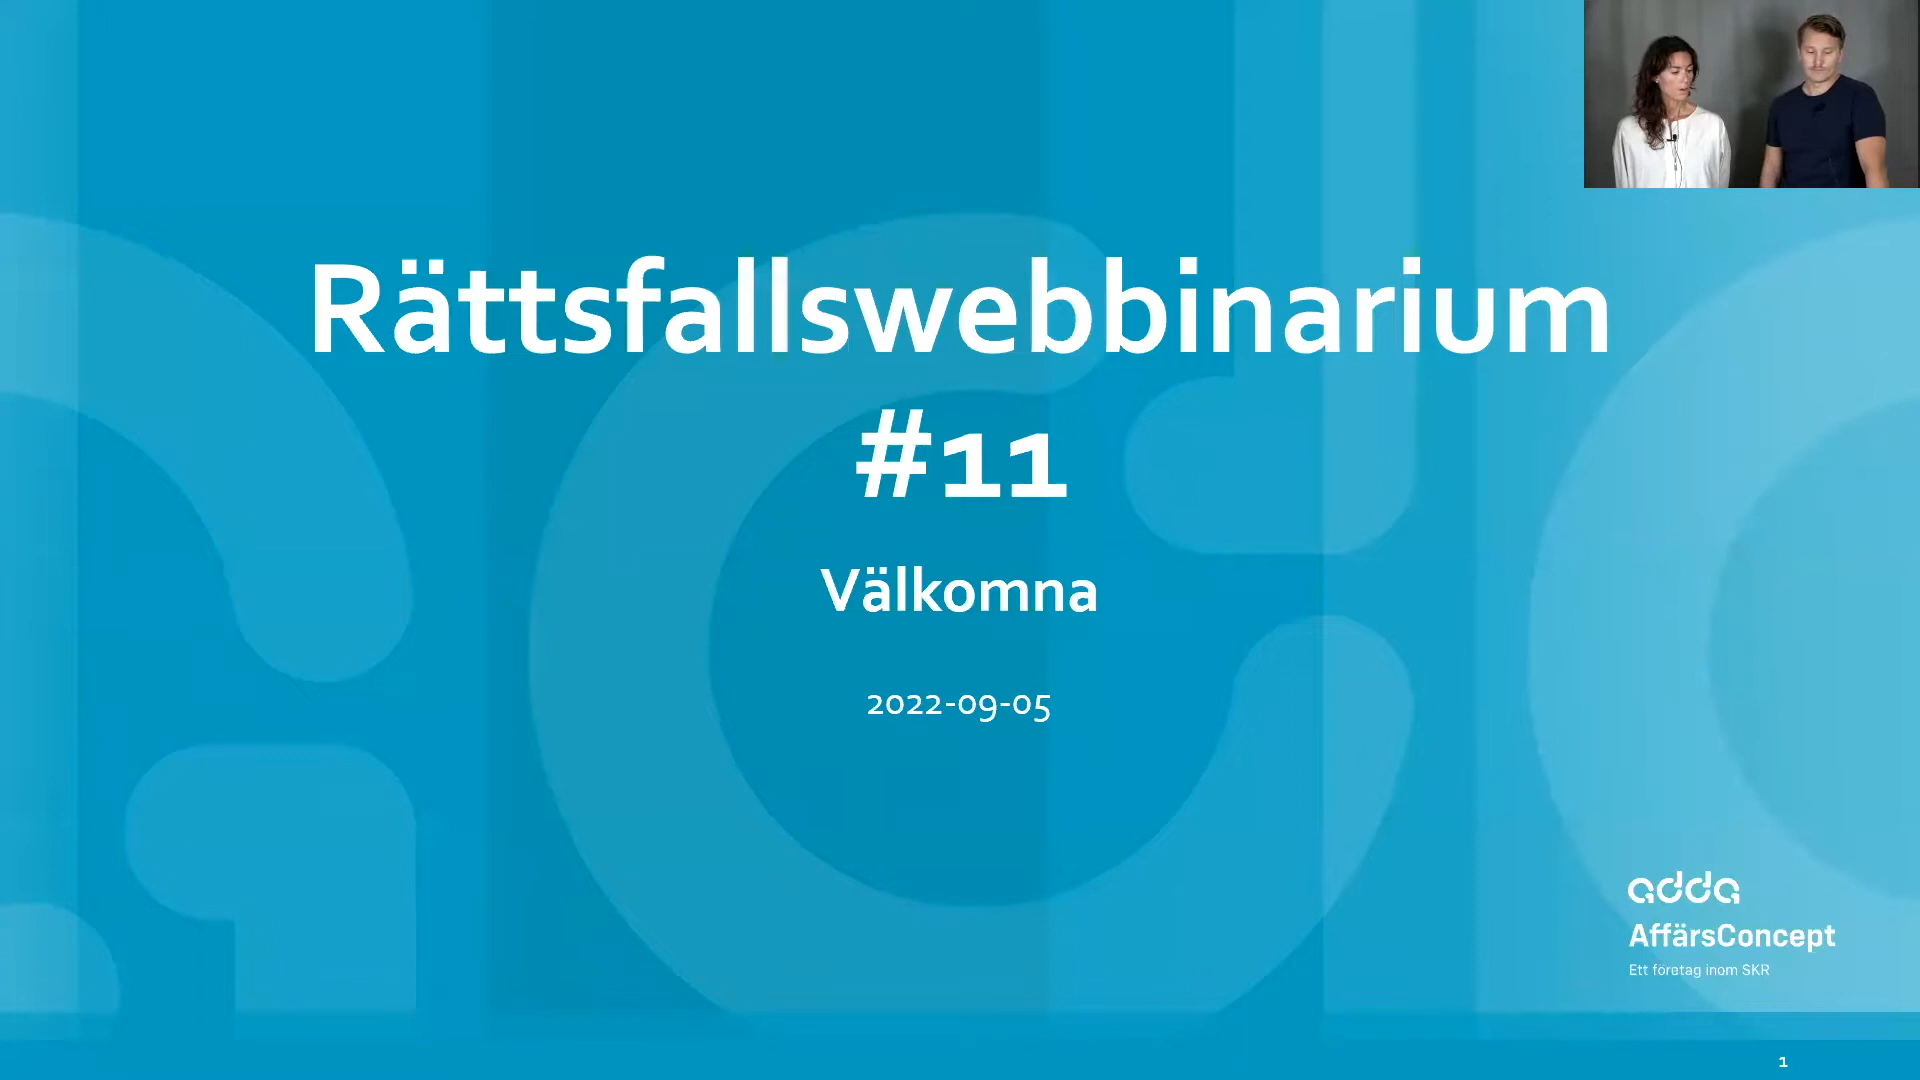 Rättsfallswebbinarium
#11
Välkomna
2022-09-05
adda
AffärsConcept
Ett företag inom SKR
1